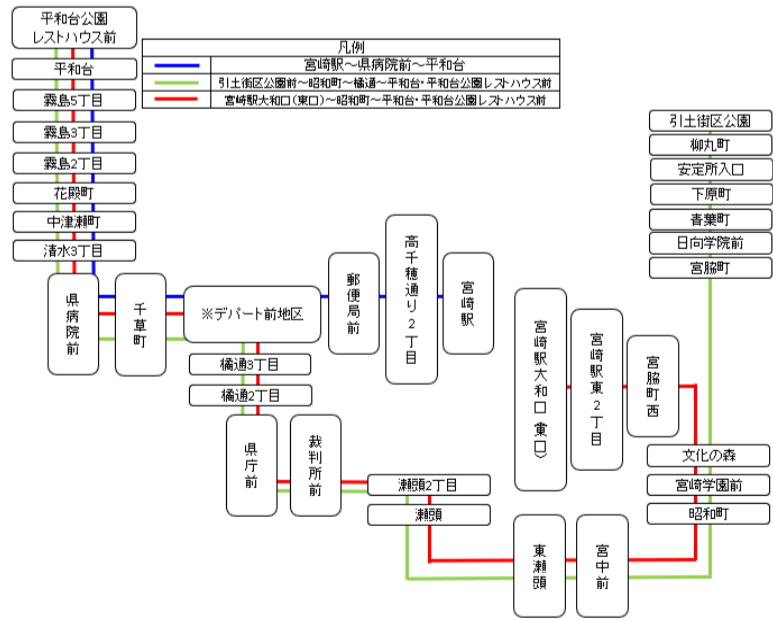 平和台公園
レストハウス前
凡例
宮崎駅～県病院前～平和台
引土街区公園前～昭和町～橘通～平和台・平和台公園レストハウス前
宮崎駅大和口(東口)～昭和町～平和台・平和台公園レストハウス前
平和台
霧島5丁目
霧島3丁目
霧島2丁目
花殿町
中津瀬町
清水3丁目
県病院前
千草町
※デパート前地区
郵便局前
高千穂通り2丁目
宮崎駅
橘通3丁目
橘通2丁目
県庁前
裁判所前
瀬頭2丁目
瀬頭
東瀬頭
宮中前
宮崎駅大和口(東口)
宮崎駅東2丁目
宮脇町西
引土街区公園
柳丸町
安定所入口
下原町
青葉町
日向学院前
宮脇町
文化の森
宮崎学園前
昭和町